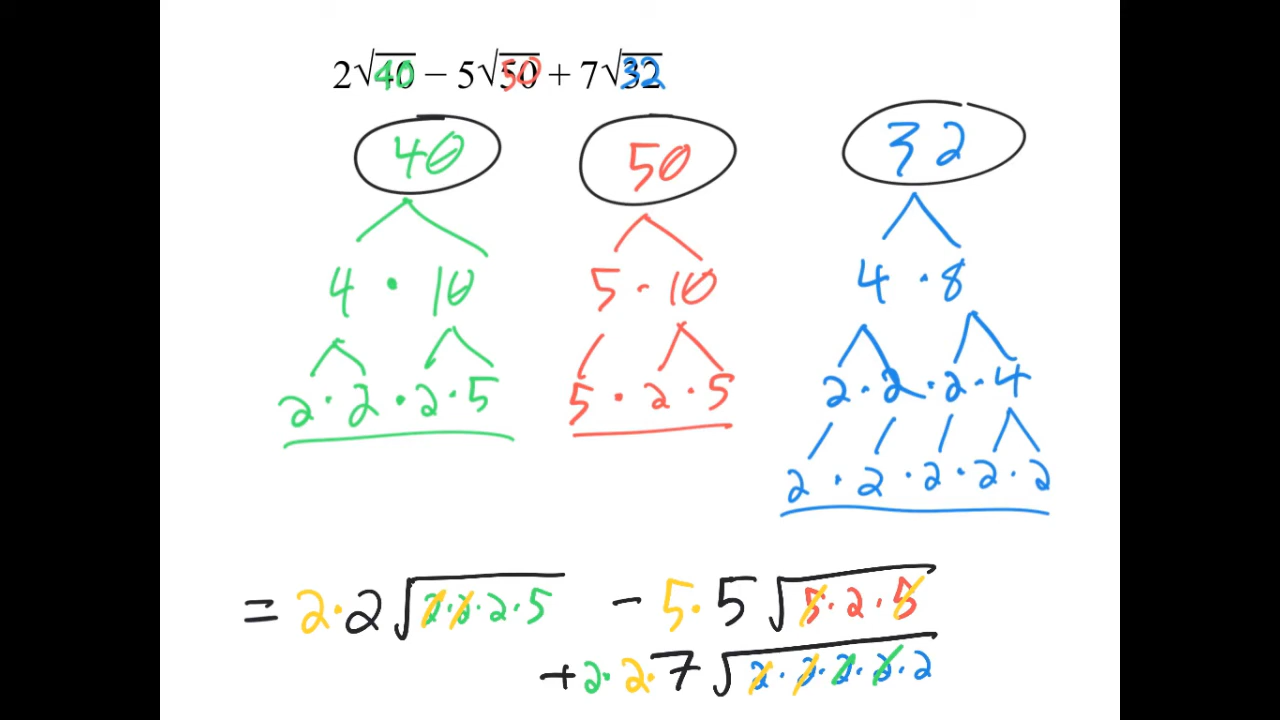 2√40 − 5√50 + 7√32
40 50 32
4 · 10 5 · 10 4 · 8
2 · 2 · 2 · 5 5 · 2 · 5 2 · 2 · 2 · 4
2 · 2 · 2 · 2 · 2
= 2 · 2 √2 · 2 · 2 · 5 − 5 · 5 √5 · 2 · 5
+ 2 · 2 · 7 √2 · 2 · 2 · 2 · 2